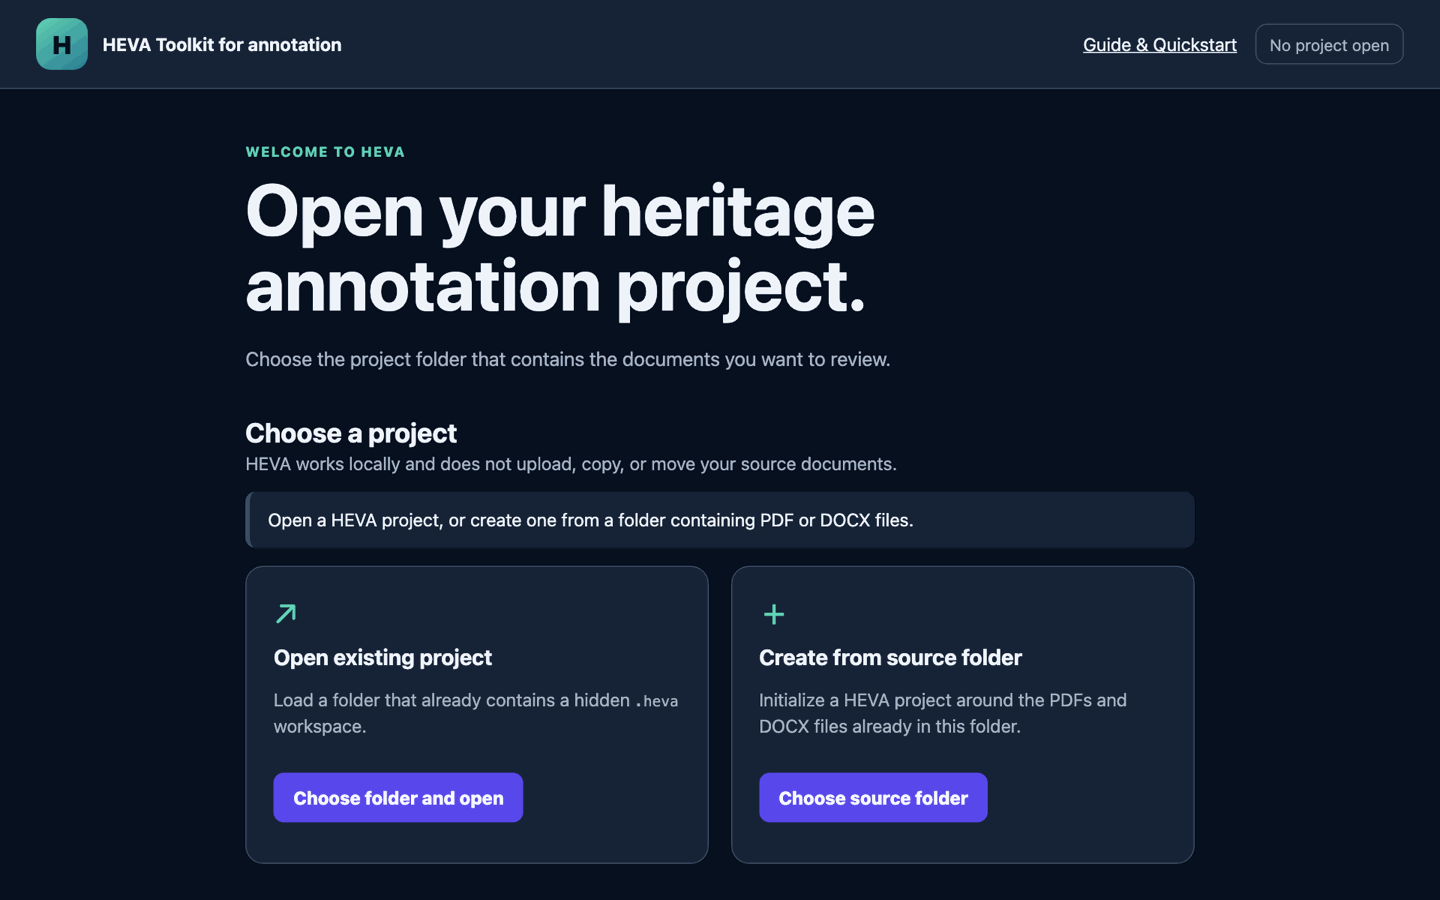 H
HEVA Toolkit for annotation
Guide & Quickstart
No project open
WELCOME TO HEVA
Open your heritage
annotation project.
Choose the project folder that contains the documents you want to review.
Choose a project
HEVA works locally and does not upload, copy, or move your source documents.
Open a HEVA project, or create one from a folder containing PDF or DOCX files.
Open existing project
Load a folder that already contains a hidden .heva
workspace.
Choose folder and open
Create from source folder
Initialize a HEVA project around the PDFs and
DOCX files already in this folder.
Choose source folder